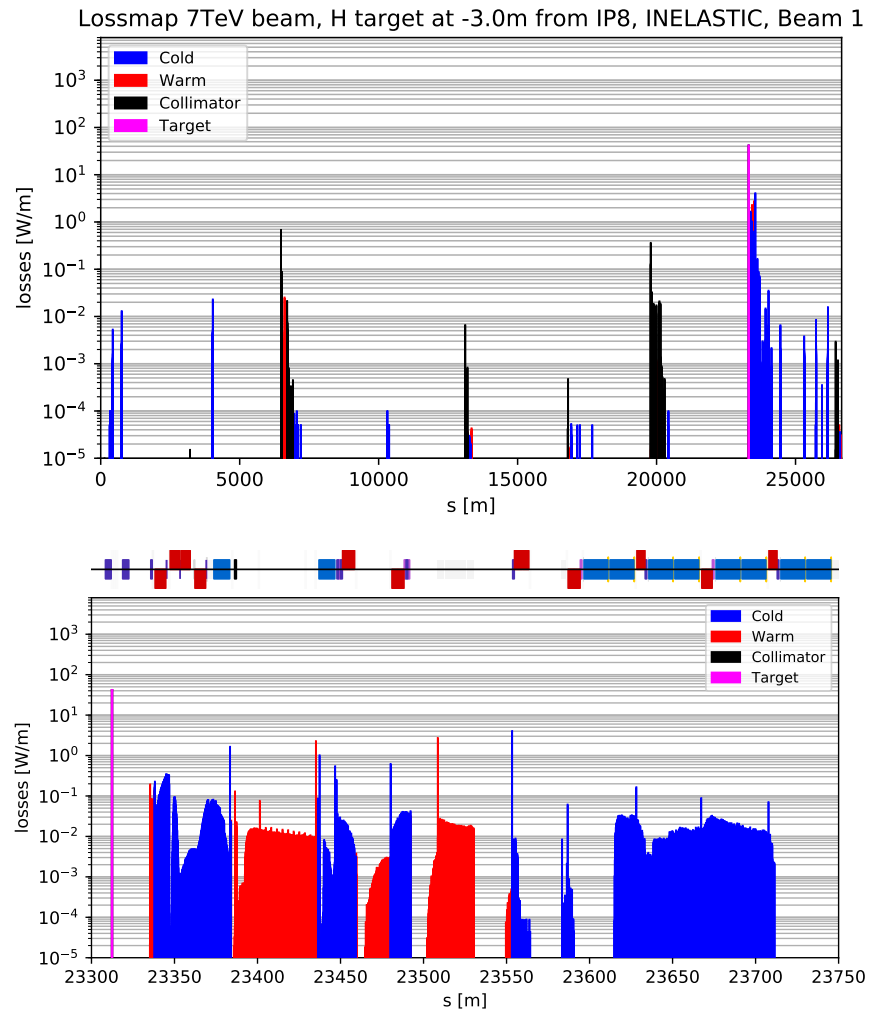 Lossmap 7TeV beam, H target at -3.0m from IP8, INELASTIC, Beam 1
losses [W/m]
10^3
10^2
10^1
10^0
10^-1
10^-2
10^-3
10^-4
10^-5
Cold
Warm
Collimator
Target
0 5000 10000 15000 20000 25000
s [m]
losses [W/m]
10^3
10^2
10^1
10^0
10^-1
10^-2
10^-3
10^-4
10^-5
Cold
Warm
Collimator
Target
23300 23350 23400 23450 23500 23550 23600 23650 23700 23750
s [m]